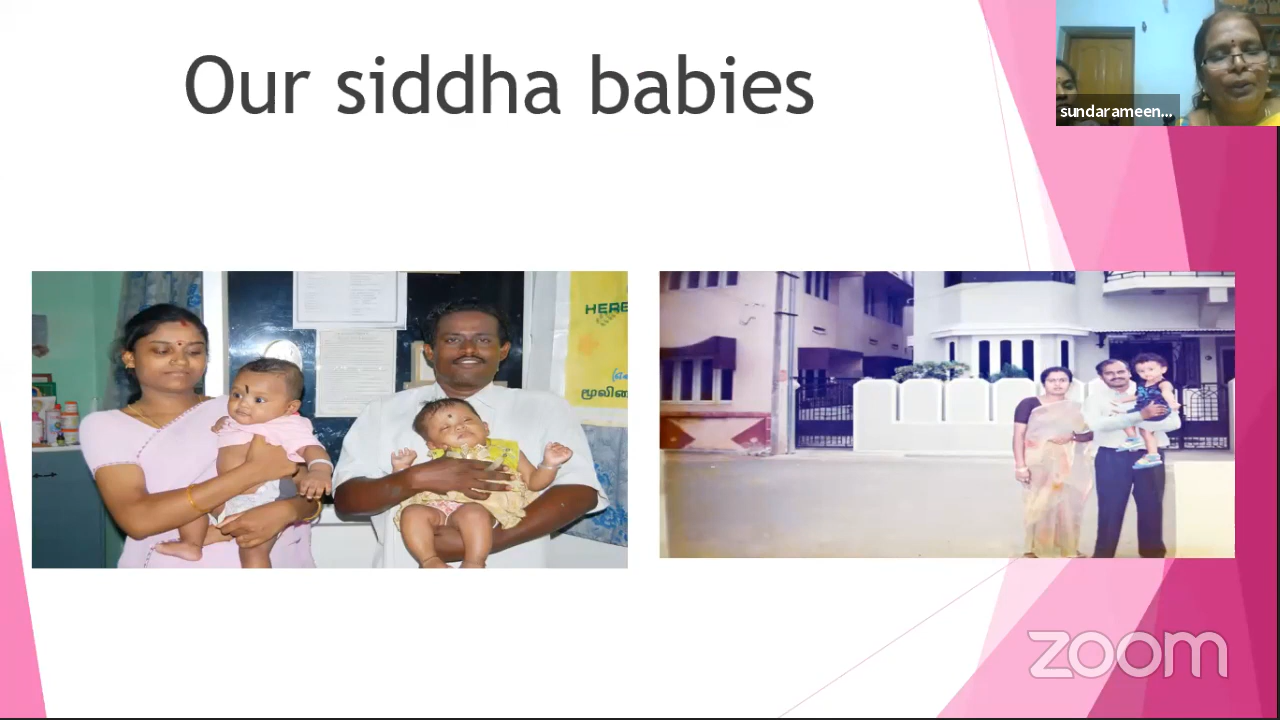 Our siddha babies
sundarameen...
HERB
மூலிகை
zoom